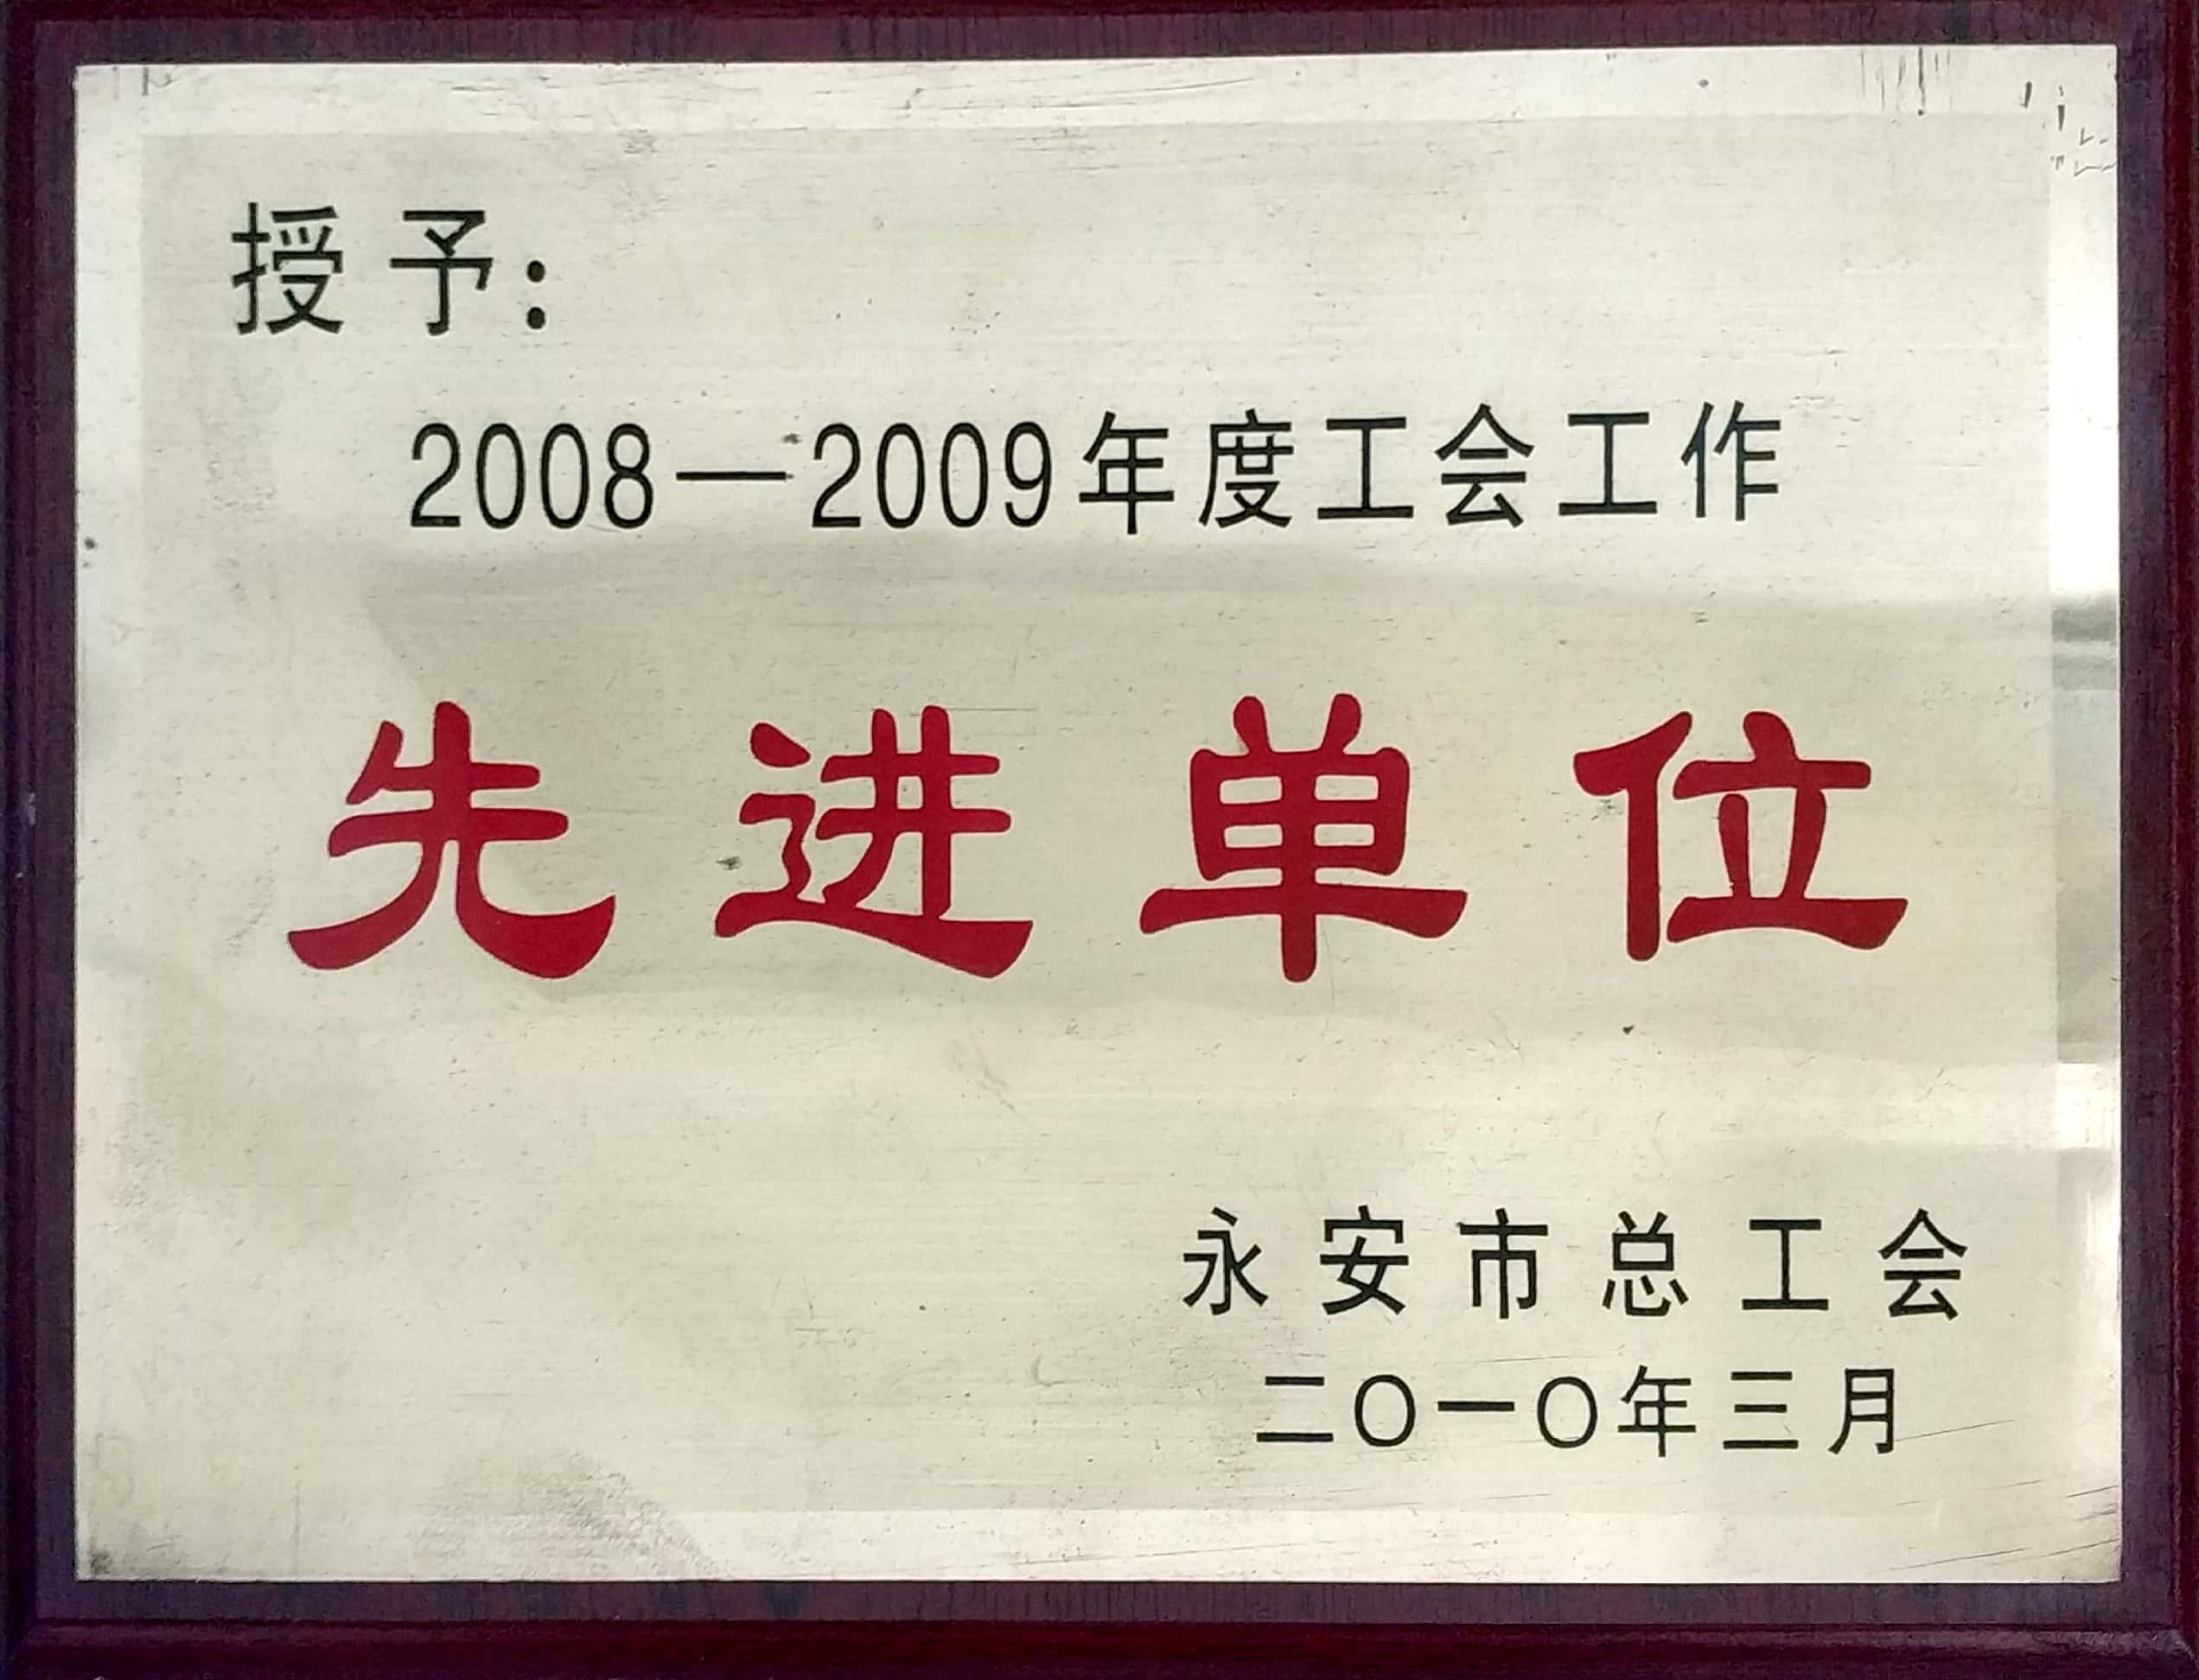 授予:
2008—2009年度工会工作
先进单位
永安市总工会
二〇一〇年三月